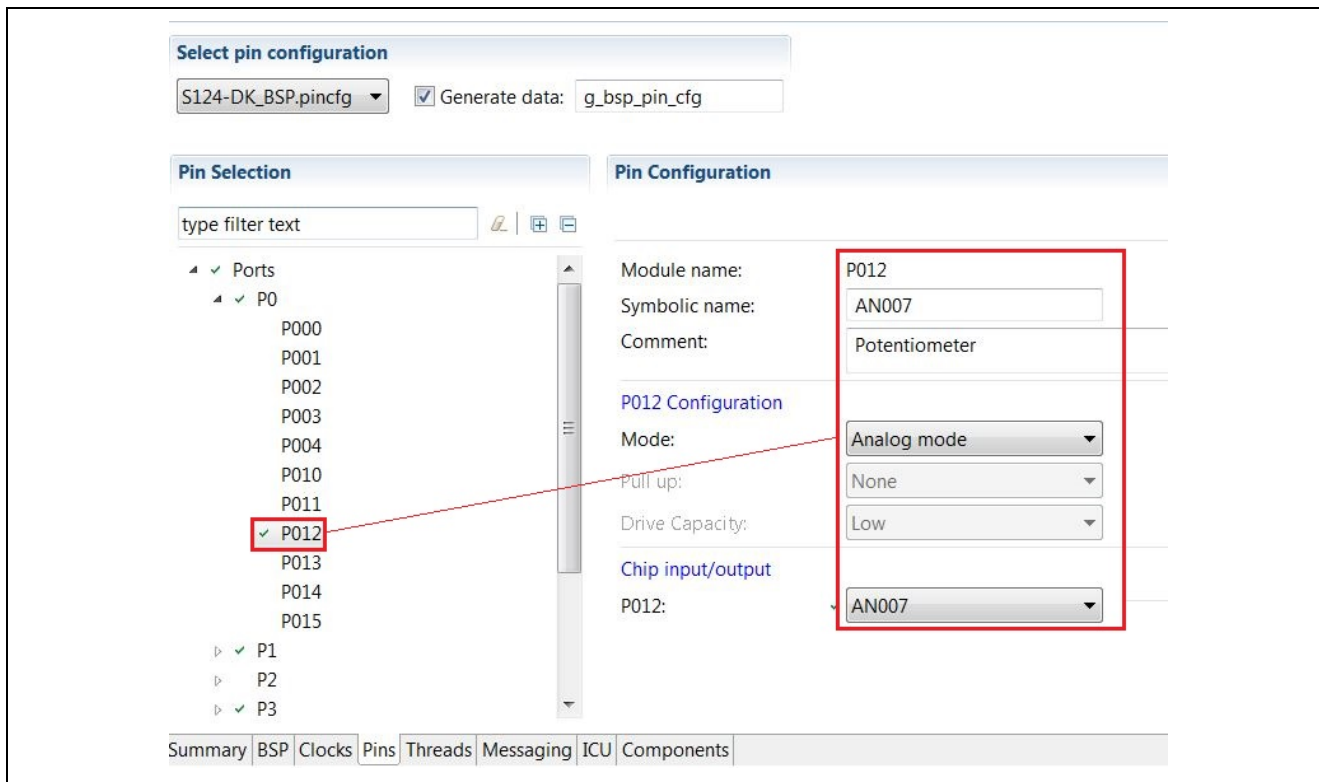 Select pin configuration
S124-DK_BSP.pincfg Generate data: g_bsp_pin_cfg
Pin Selection
type filter text
Ports
P0
P000
P001
P002
P003
P004
P010
P011
P012
P013
P014
P015
P1
P2
P3
Pin Configuration
Module name: P012
Symbolic name: AN007
Comment: Potentiometer
P012 Configuration
Mode: Analog mode
Pull up: None
Drive Capacity: Low
Chip input/output
P012: AN007
Summary BSP Clocks Pins Threads Messaging ICU Components